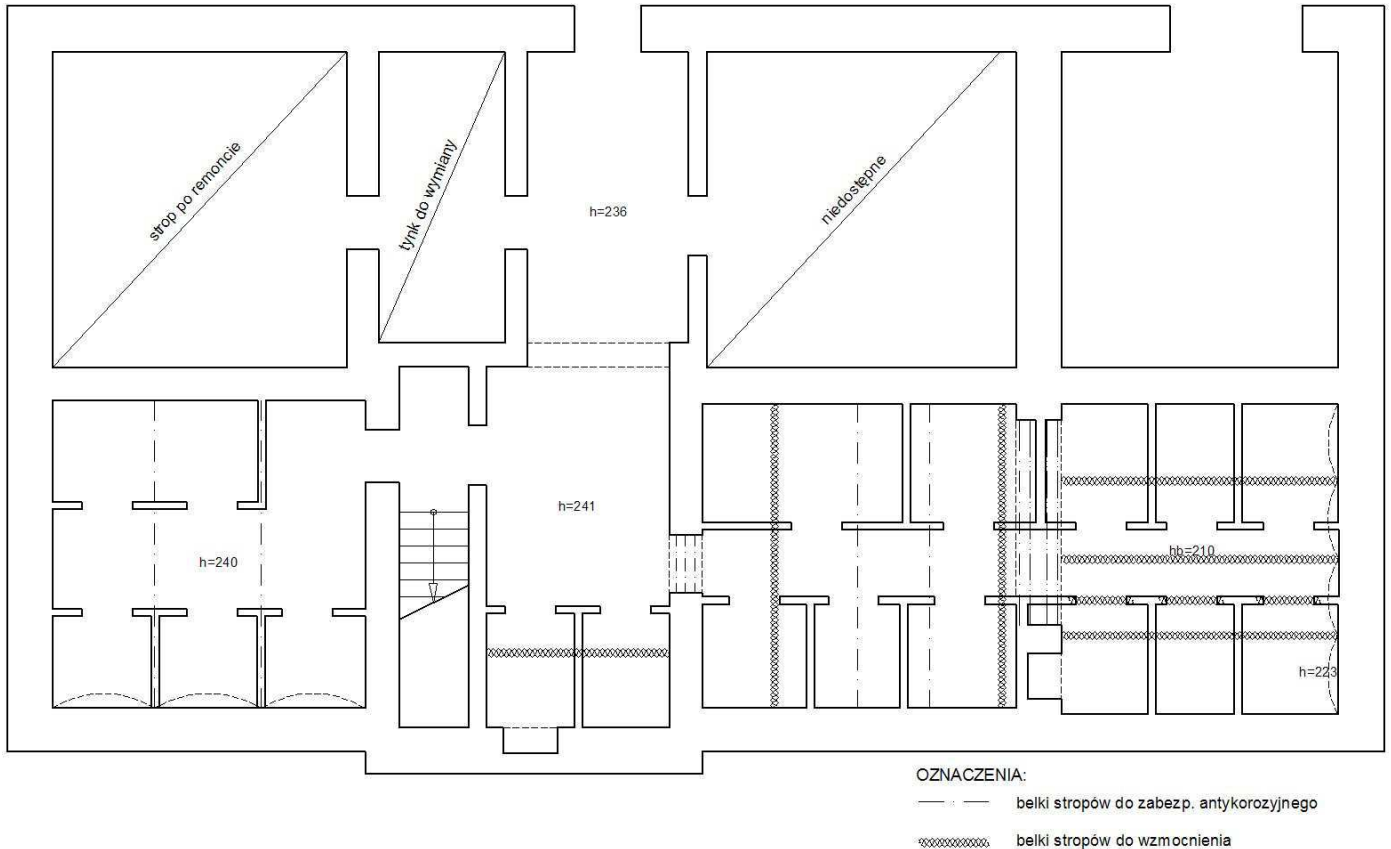 strop po remoncie
tynk do wymiany
h=236
niedostępne
h=240
h=241
hb=210
h=223
OZNACZENIA:
belki stropów do zabezp. antykorozyjnego
belki stropów do wzmocnienia